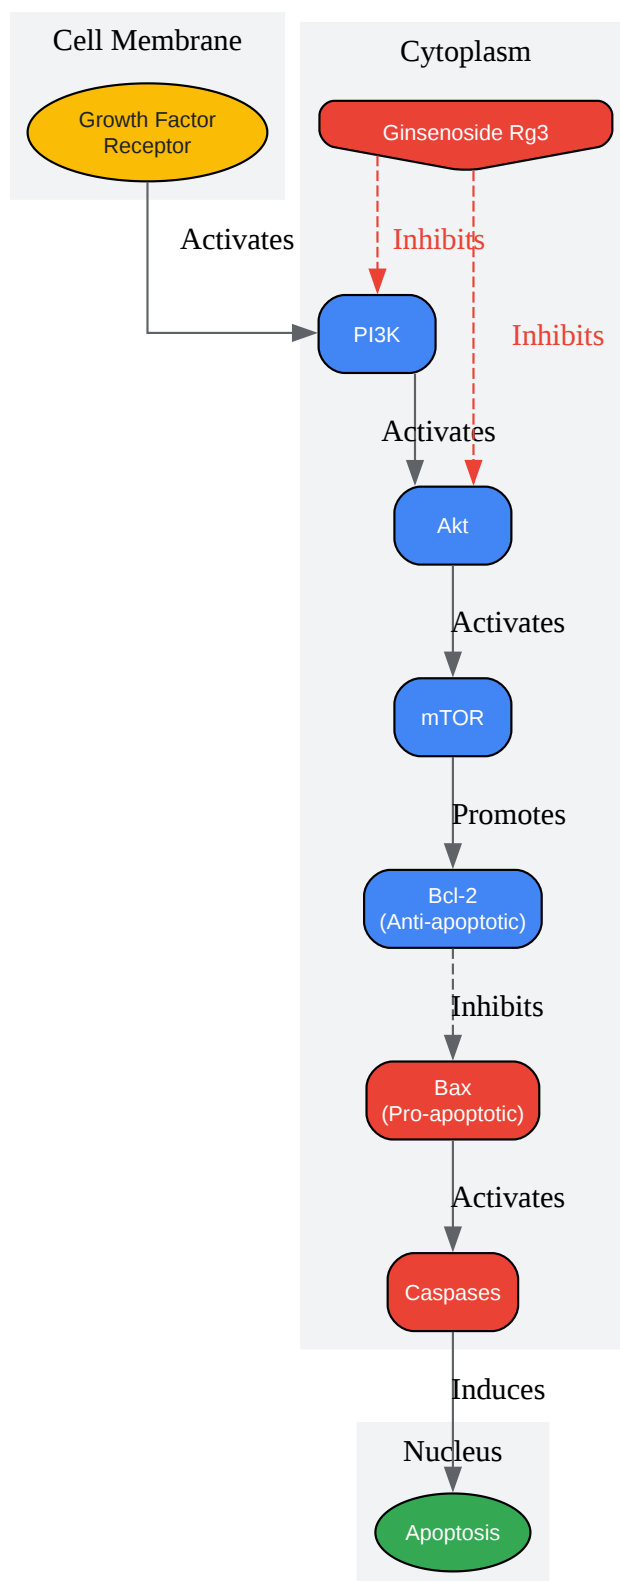 Cell Membrane
Cytoplasm
Growth Factor
Receptor
Ginsenoside Rg3
Activates
Inhibits
PI3K
Inhibits
Activates
Akt
Activates
mTOR
Promotes
Bcl-2
(Anti-apoptotic)
Inhibits
Bax
(Pro-apoptotic)
Activates
Caspases
Induces
Nucleus
Apoptosis